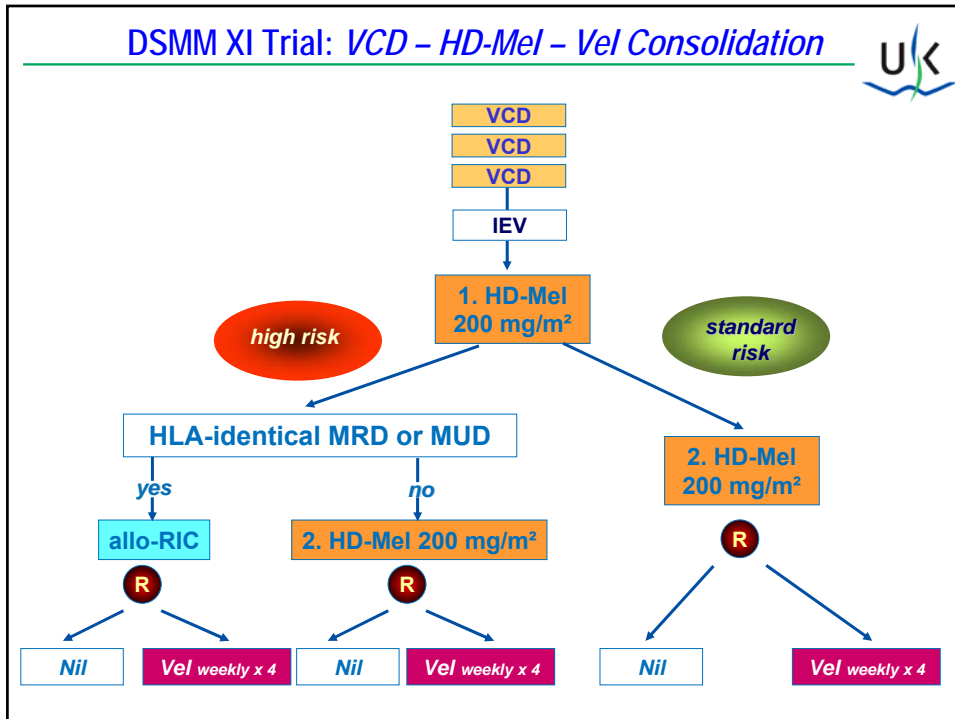 DSMM XI Trial: VCD – HD-Mel – Vel Consolidation
UK
VCD
VCD
VCD
IEV
1. HD-Mel
200 mg/m²
high risk
standard
risk
HLA-identical MRD or MUD
2. HD-Mel
200 mg/m²
yes
no
allo-RIC
2. HD-Mel 200 mg/m²
R
R
R
Nil
Vel weekly x 4
Nil
Vel weekly x 4
Nil
Vel weekly x 4